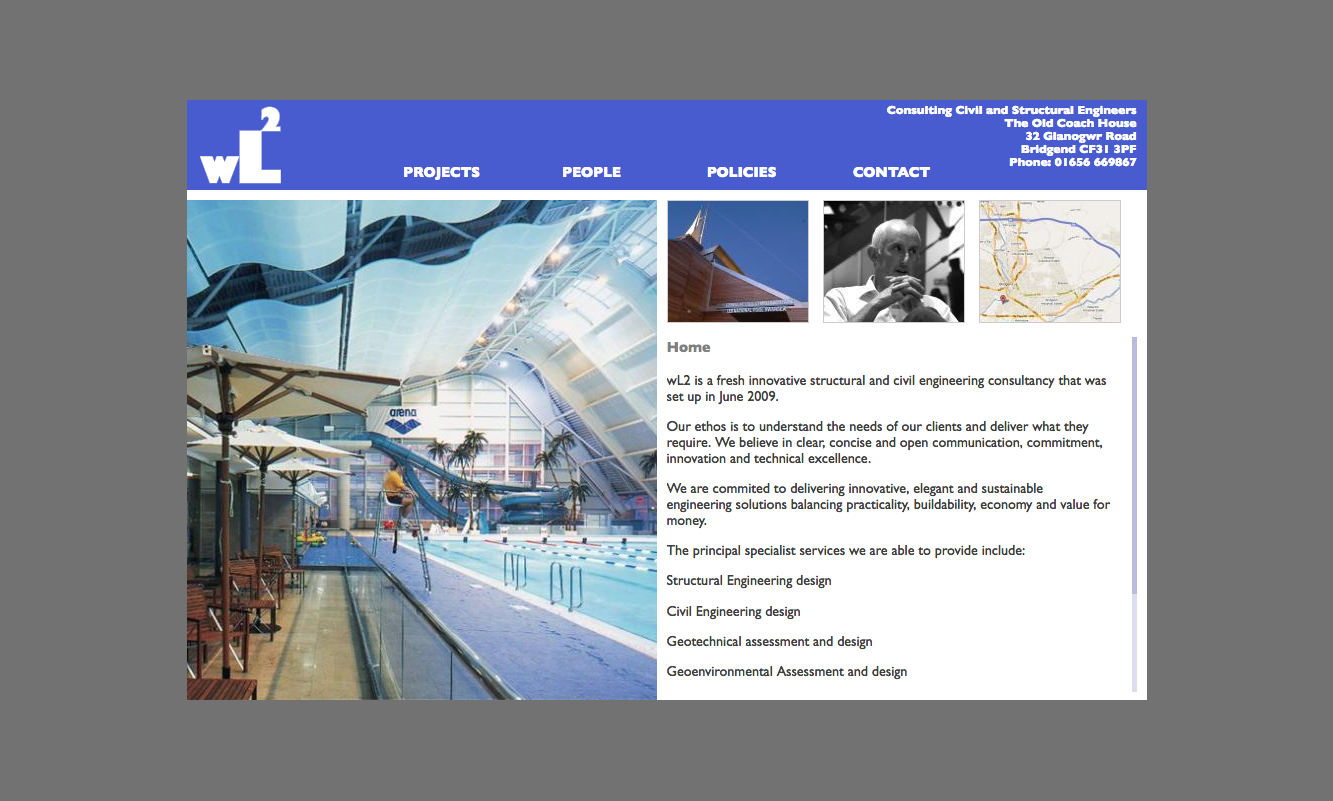 wL2
Consulting Civil and Structural Engineers
The Old Coach House
32 Glanogwr Road
Bridgend CF31 3PF
Phone: 01656 669867
PROJECTS
PEOPLE
POLICIES
CONTACT
arena
Home
wL2 is a fresh innovative structural and civil engineering consultancy that was
set up in June 2009.
Our ethos is to understand the needs of our clients and deliver what they
require. We believe in clear, concise and open communication, commitment,
innovation and technical excellence.
We are commited to delivering innovative, elegant and sustainable
engineering solutions balancing practicality, buildability, economy and value for
money.
The principal specialist services we are able to provide include:
Structural Engineering design
Civil Engineering design
Geotechnical assessment and design
Geoenvironmental Assessment and design